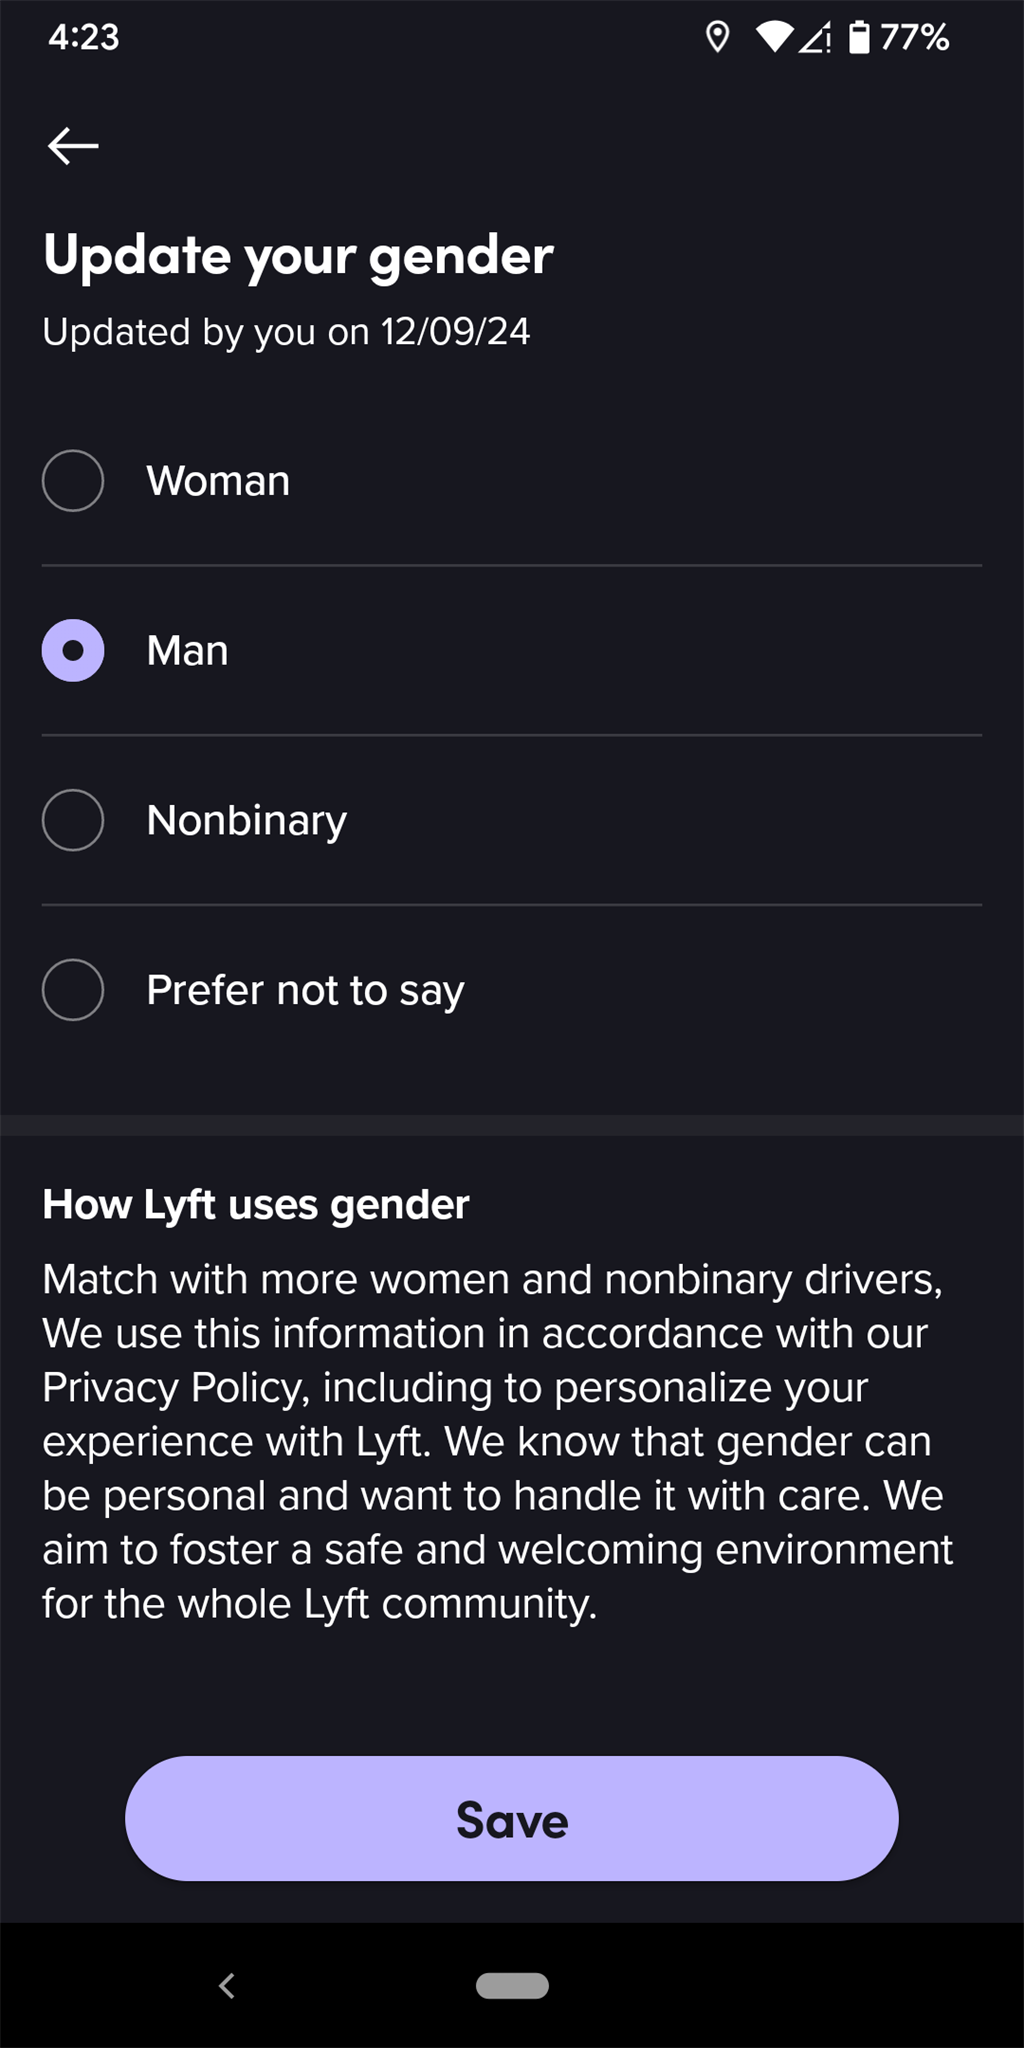 4:23
77%
Update your gender
Updated by you on 12/09/24
Woman
Man
Nonbinary
Prefer not to say
How Lyft uses gender
Match with more women and nonbinary drivers,
We use this information in accordance with our
Privacy Policy, including to personalize your
experience with Lyft. We know that gender can
be personal and want to handle it with care. We
aim to foster a safe and welcoming environment
for the whole Lyft community.
Save